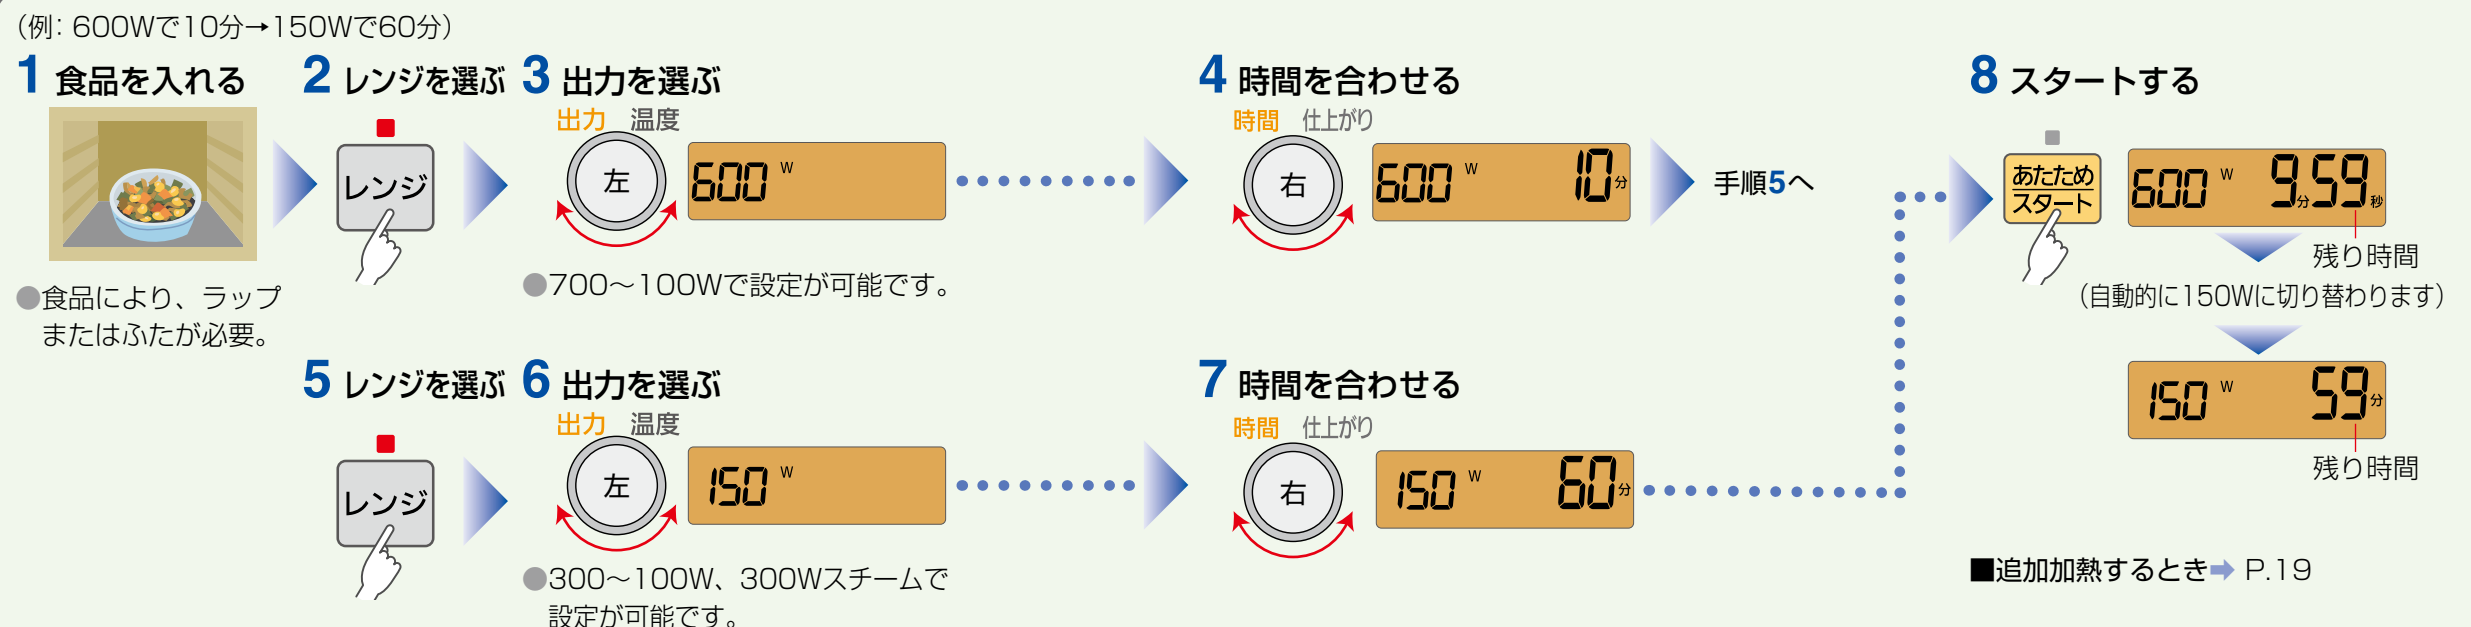 （例：600Wで10分→150Wで60分）
1 食品を入れる
●食品により、ラップ
またはふたが必要。
2 レンジを選ぶ
レンジ
3 出力を選ぶ
出力 温度
左
600 W
●700～100Wで設定が可能です。
4 時間を合わせる
時間 仕上がり
右
600 W 10分
手順5へ
5 レンジを選ぶ
レンジ
6 出力を選ぶ
出力 温度
左
150 W
●300～100W、300Wスチームで
設定が可能です。
7 時間を合わせる
時間 仕上がり
右
150 W 60分
8 スタートする
あたため
スタート
600 W 9分59秒
残り時間
（自動的に150Wに切り替わります）
150 W 59分
残り時間
■追加加熱するとき➡ P.19